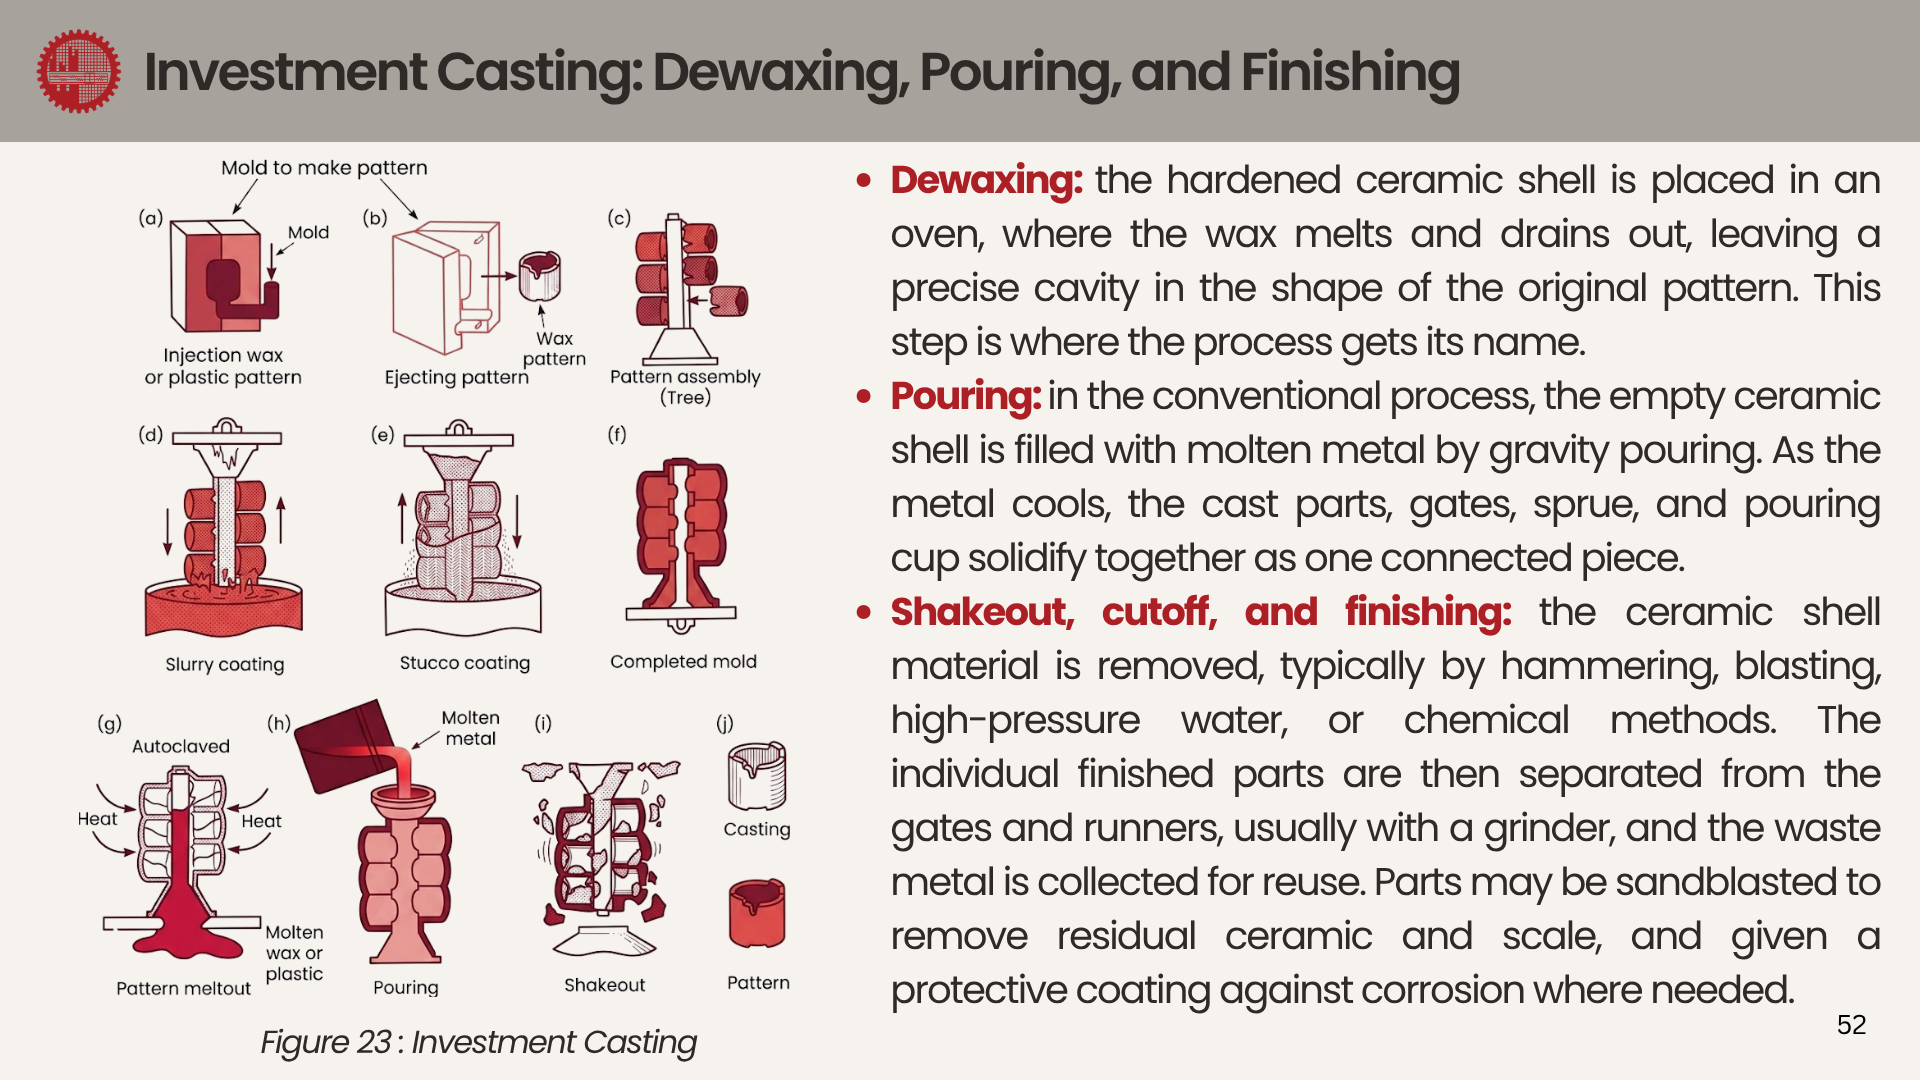 Investment Casting: Dewaxing, Pouring, and Finishing
Mold to make pattern
(a)
Mold
Injection wax
or plastic pattern
(b)
Wax
pattern
Ejecting pattern
(c)
Pattern assembly
(Tree)
(d)
Slurry coating
(e)
Stucco coating
(f)
Completed mold
(g)
Autoclaved
Heat
Heat
Molten
wax or
plastic
Pattern meltout
(h)
Molten
metal
Pouring
(i)
Shakeout
(j)
Casting
Pattern
Figure 23 : Investment Casting
• Dewaxing: the hardened ceramic shell is placed in an
oven, where the wax melts and drains out, leaving a
precise cavity in the shape of the original pattern. This
step is where the process gets its name.
• Pouring: in the conventional process, the empty ceramic
shell is filled with molten metal by gravity pouring. As the
metal cools, the cast parts, gates, sprue, and pouring
cup solidify together as one connected piece.
• Shakeout, cutoff, and finishing: the ceramic shell
material is removed, typically by hammering, blasting,
high-pressure water, or chemical methods. The
individual finished parts are then separated from the
gates and runners, usually with a grinder, and the waste
metal is collected for reuse. Parts may be sandblasted to
remove residual ceramic and scale, and given a
protective coating against corrosion where needed.
52